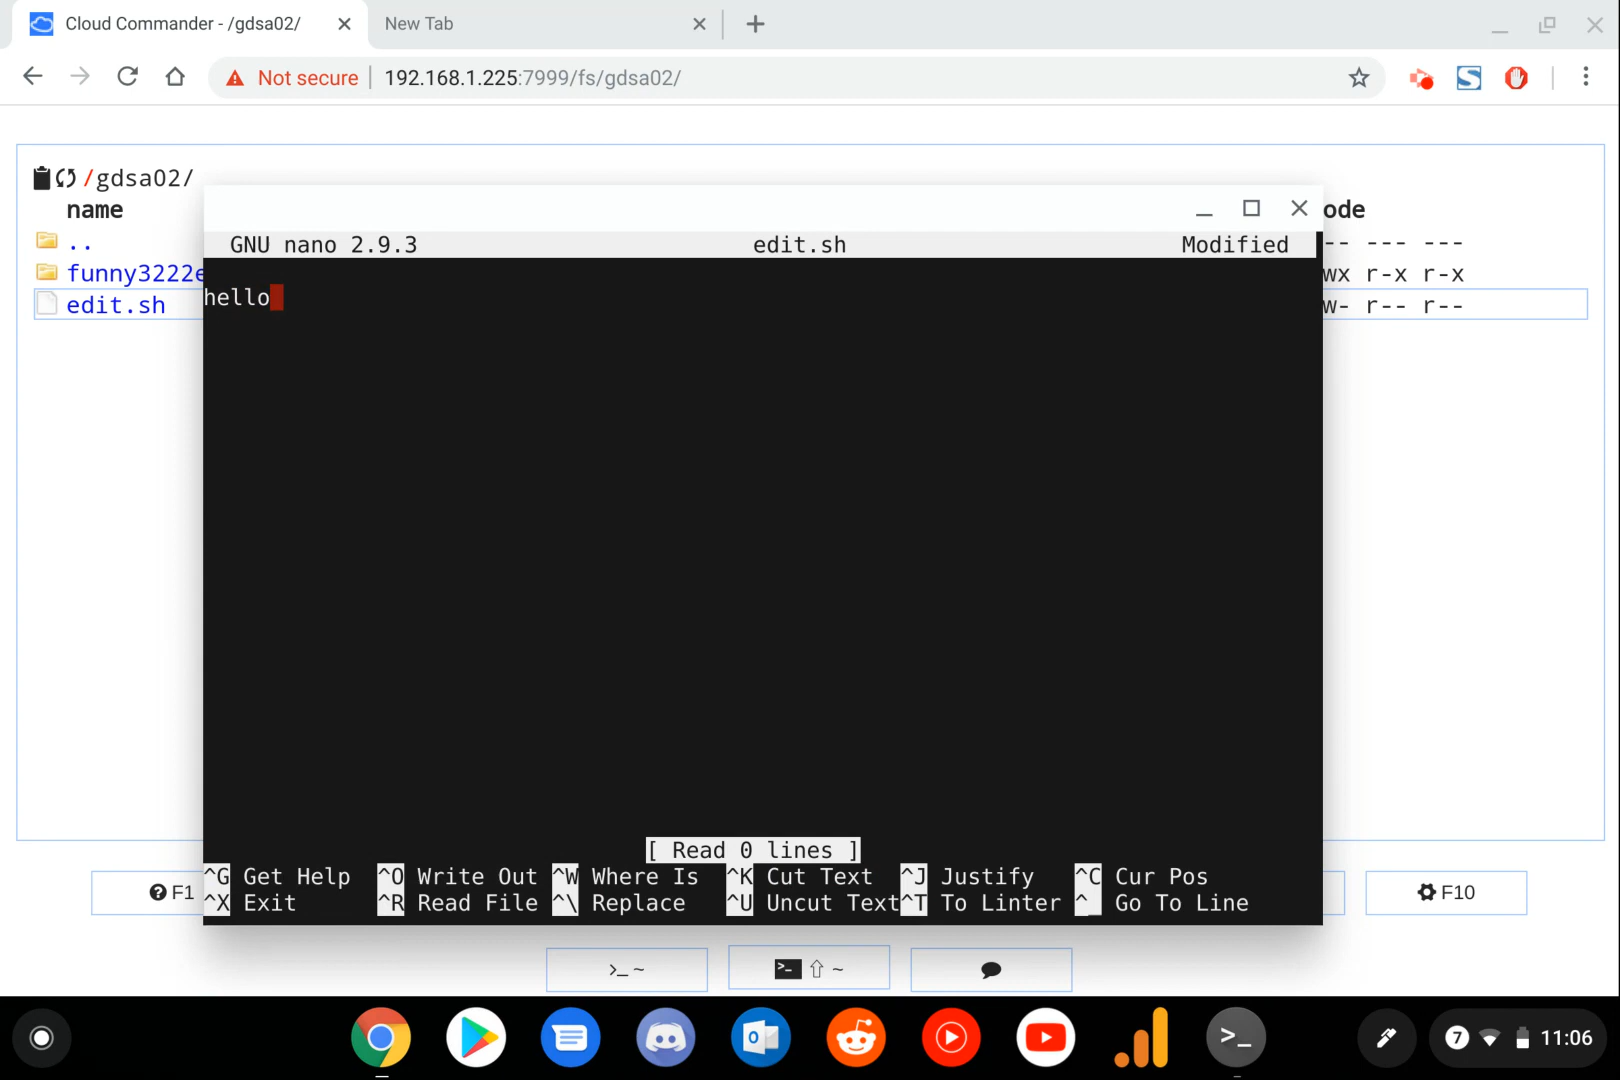 Cloud Commander - /gdsa02/
New Tab
Not secure | 192.168.1.225:7999/fs/gdsa02/
/gdsa02/
name
ode
..
-- --- ---
funny3222e
wx r-x r-x
edit.sh
w- r-- r--
GNU nano 2.9.3 edit.sh Modified
hello
[ Read 0 lines ]
^G Get Help ^O Write Out ^W Where Is ^K Cut Text ^J Justify ^C Cur Pos
^X Exit ^R Read File ^\ Replace ^U Uncut Text ^T To Linter ^_ Go To Line
F1
F10
>_ ~
>_ ⇧ ~
>_
7 11:06